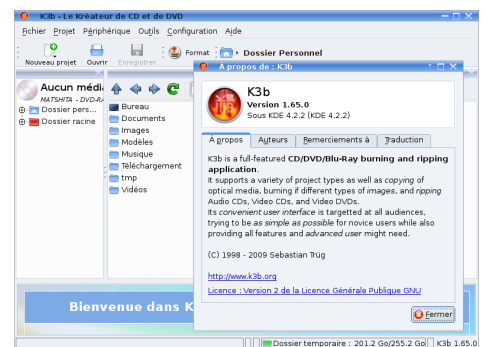 K3b - Le Kréateur de CD et de DVD
Fichier Projet Périphérique Outils Configuration Aide
Nouveau projet Ouvrir Enregistrer Format Dossier Personnel
Aucun médi
MATSHITA - DVD-RA
Dossier pers...
Dossier racine
Bureau
Documents
Images
Modèles
Musique
Téléchargement
tmp
Vidéos
Bienvenue dans K
A propos de : K3b
K3b
Version 1.65.0
Sous KDE 4.2.2 (KDE 4.2.2)
À propos Auteurs Remerciements à Traduction
K3b is a full-featured CD/DVD/Blu-Ray burning and ripping
application.
It supports a variety of project types as well as copying of
optical media, burning if different types of images, and ripping
Audio CDs, Video CDs, and Video DVDs.
Its convenient user interface is targetted at all audiences,
trying to be as simple as possible for novice users while also
providing all features and advanced user might need.
(C) 1998 - 2009 Sebastian Trüg
http://www.k3b.org
Licence : Version 2 de la Licence Générale Publique GNU
Fermer
Dossier temporaire : 201.2 Go/255.2 Go K3b 1.65.0